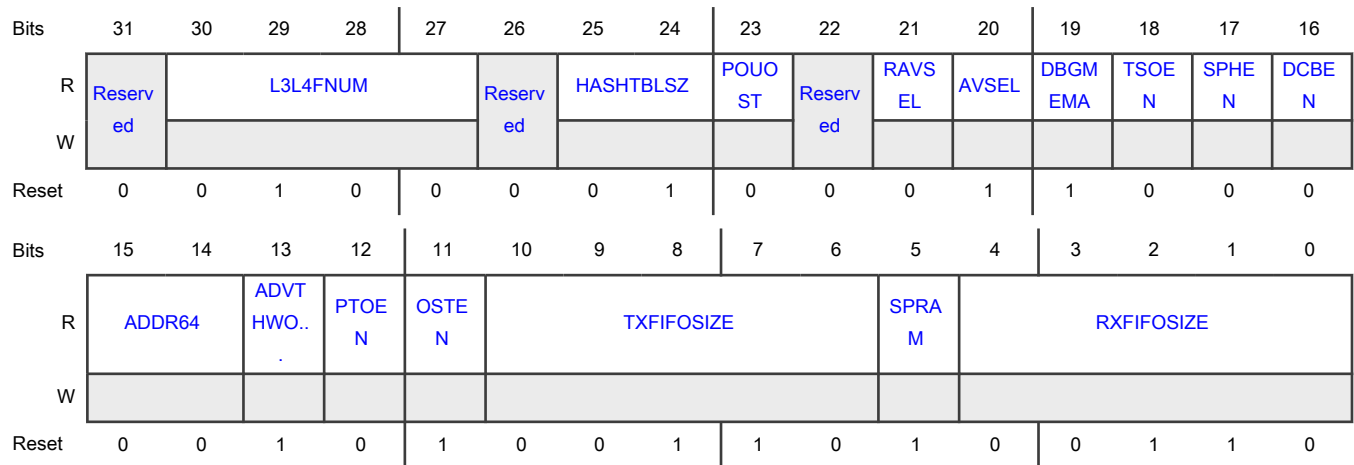 Bits 31 30 29 28 27 26 25 24 23 22 21 20 19 18 17 16
R Reserv ed L3L4FNUM Reserv ed HASHTBLSZ POUO ST Reserv ed RAVS EL AVSEL DBGM EMA TSOE N SPHE N DCBE N
W
Reset 0 0 1 0 0 0 0 1 0 0 0 1 1 0 0 0
Bits 15 14 13 12 11 10 9 8 7 6 5 4 3 2 1 0
R ADDR64 ADVT HWO.. . PTOE N OSTE N TXFIFOSIZE SPRA M RXFIFOSIZE
W
Reset 0 0 1 0 1 0 0 1 1 0 1 0 0 1 1 0